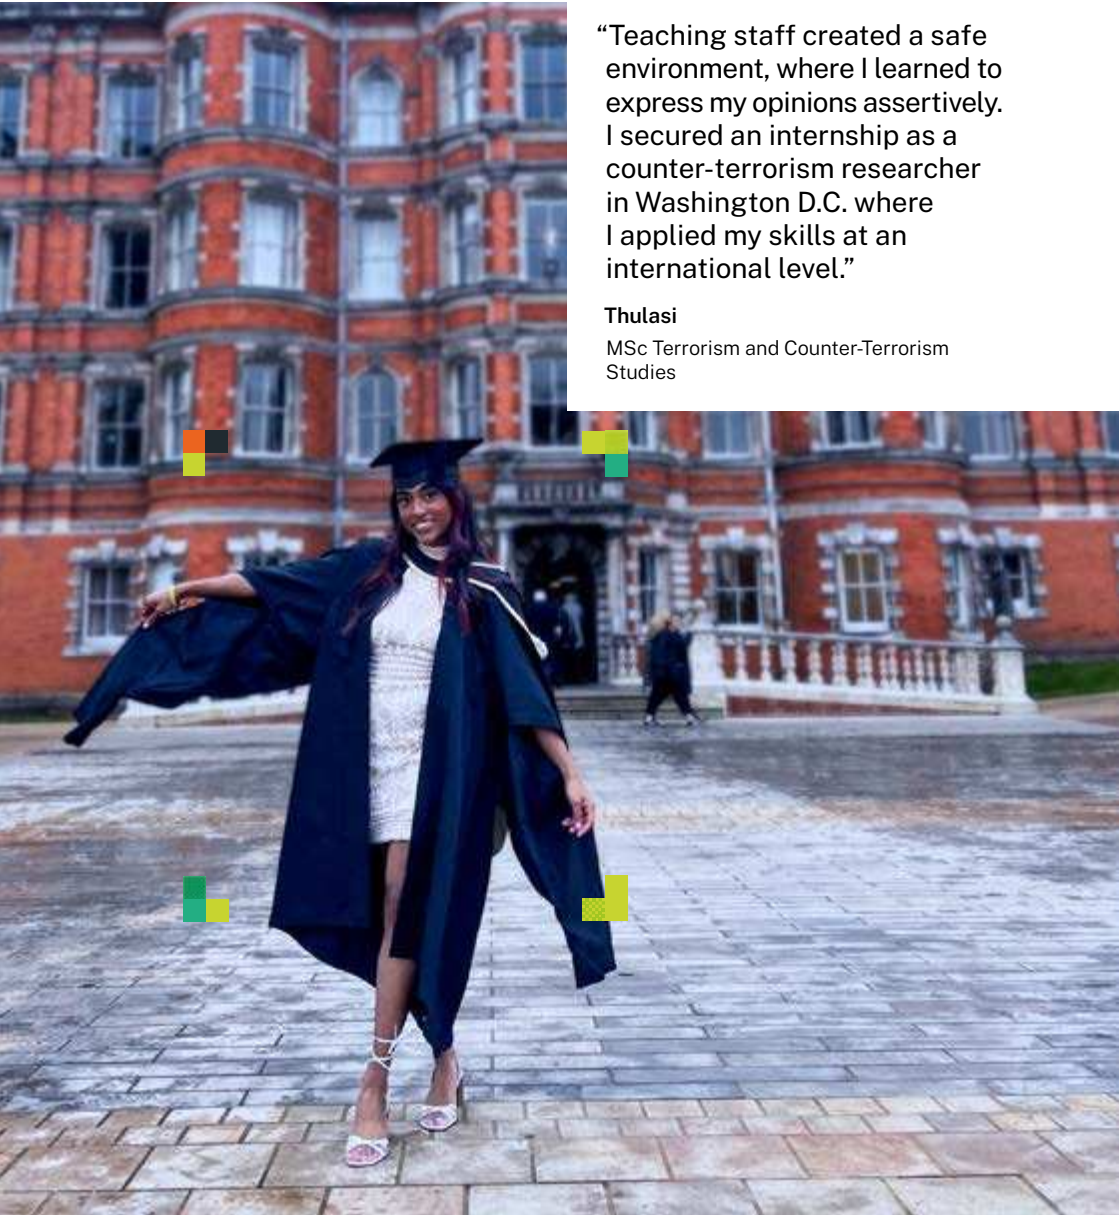 “Teaching staff created a safe
environment, where I learned to
express my opinions assertively.
I secured an internship as a
counter-terrorism researcher
in Washington D.C. where
I applied my skills at an
international level.”
Thulasi
MSc Terrorism and Counter-Terrorism
Studies